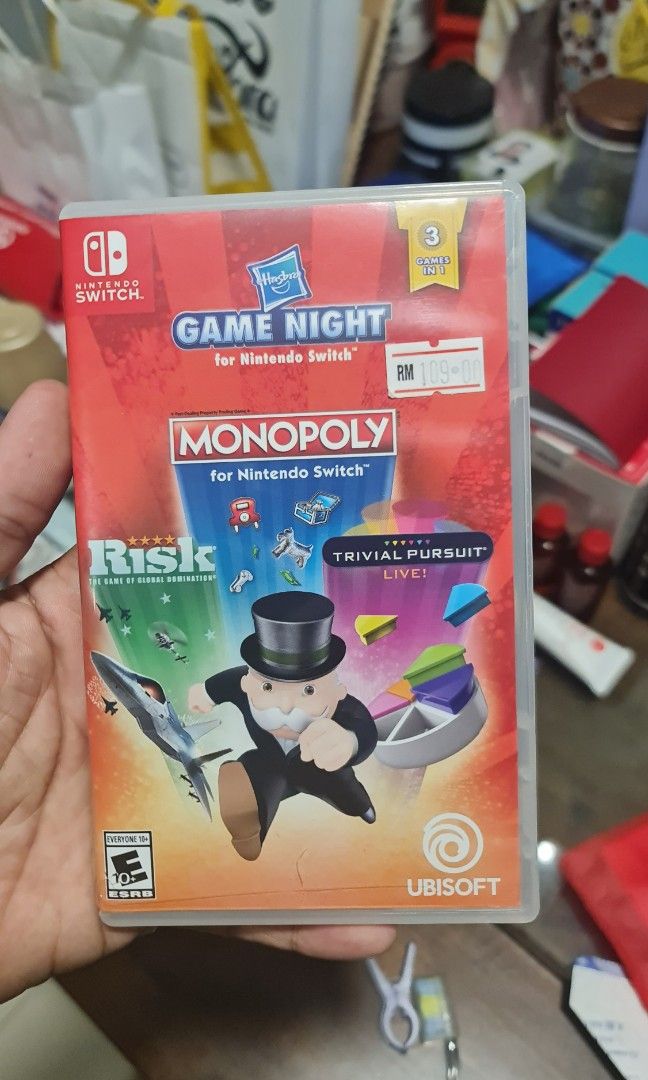 NINTENDO
SWITCH™
3
GAMES
IN 1
Hasbro
GAME NIGHT
for Nintendo Switch™
RM 109.00
MONOPOLY
for Nintendo Switch™
Risk
THE GAME OF GLOBAL DOMINATION®
TRIVIAL PURSUIT®
LIVE!
EVERYONE 10+
E
10+
ESRB
UBISOFT